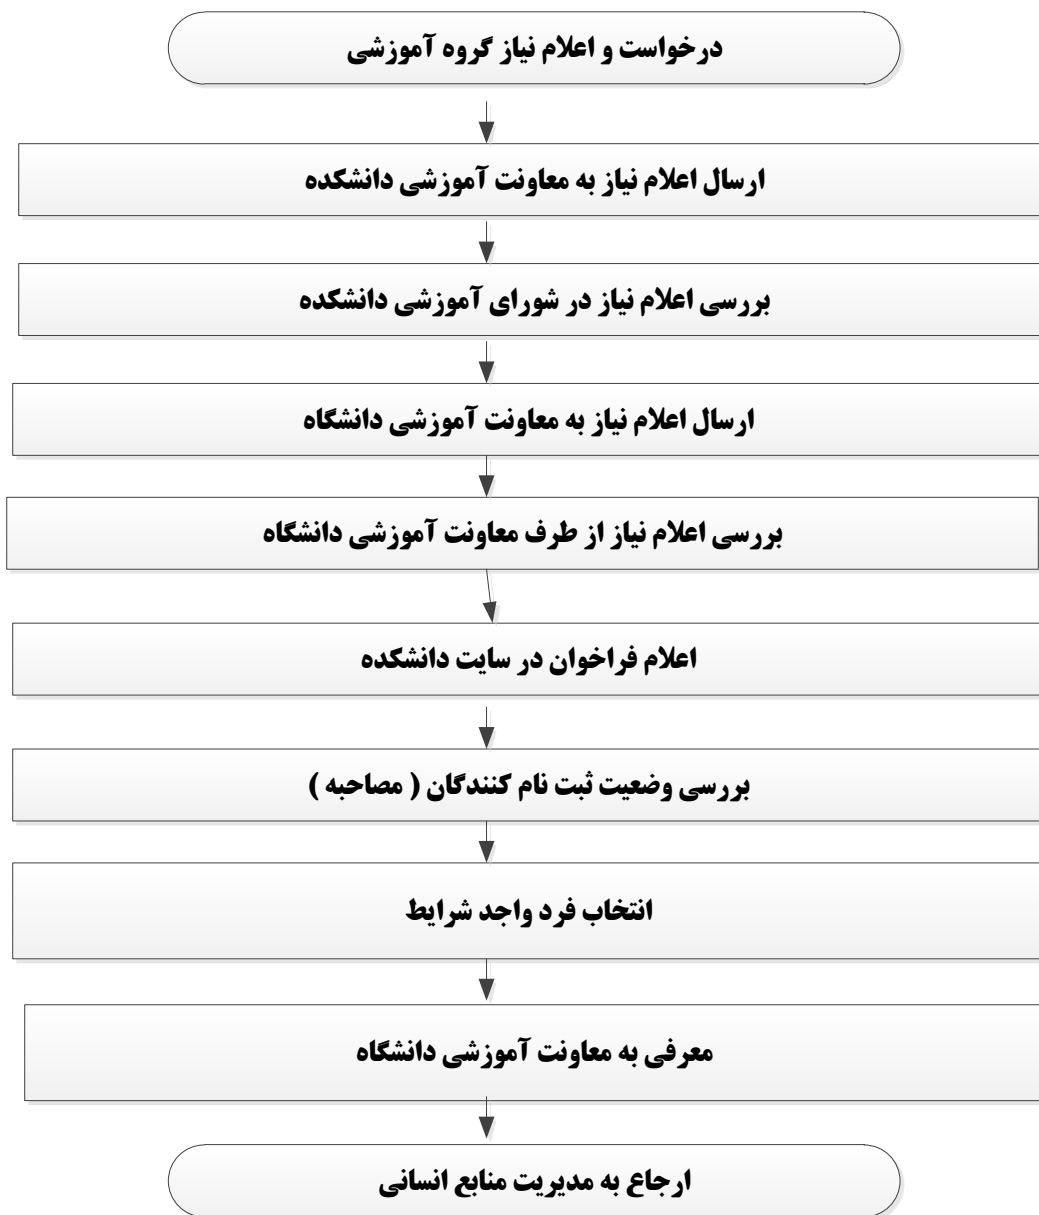 درخواست و اعلام نیاز گروه آموزشی
ارسال اعلام نیاز به معاونت آموزشی دانشکده
بررسی اعلام نیاز در شورای آموزشی دانشکده
ارسال اعلام نیاز به معاونت آموزشی دانشگاه
بررسی اعلام نیاز از طرف معاونت آموزشی دانشگاه
اعلام فراخوان در سایت دانشکده
بررسی وضعیت ثبت نام کنندگان ( مصاحبه )
انتخاب فرد واجد شرایط
معرفی به معاونت آموزشی دانشگاه
ارجاع به مدیریت منابع انسانی